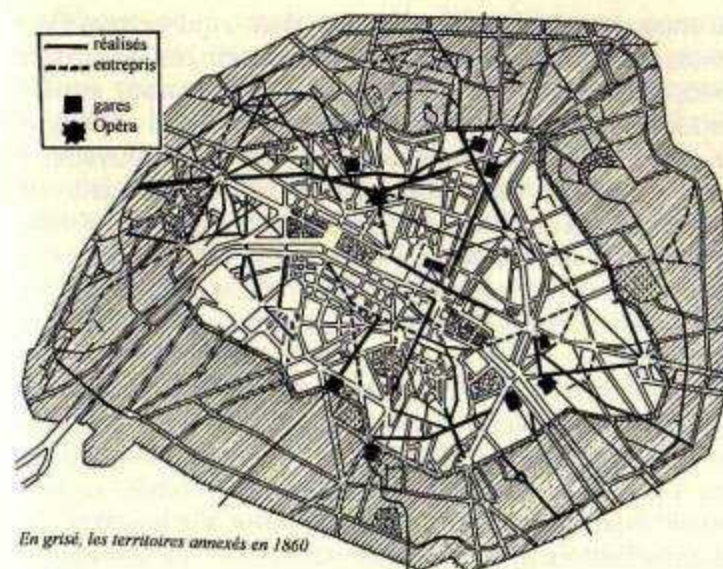 réalisés
entrepris
gares
Opéra
En grisé, les territoires annexés en 1860